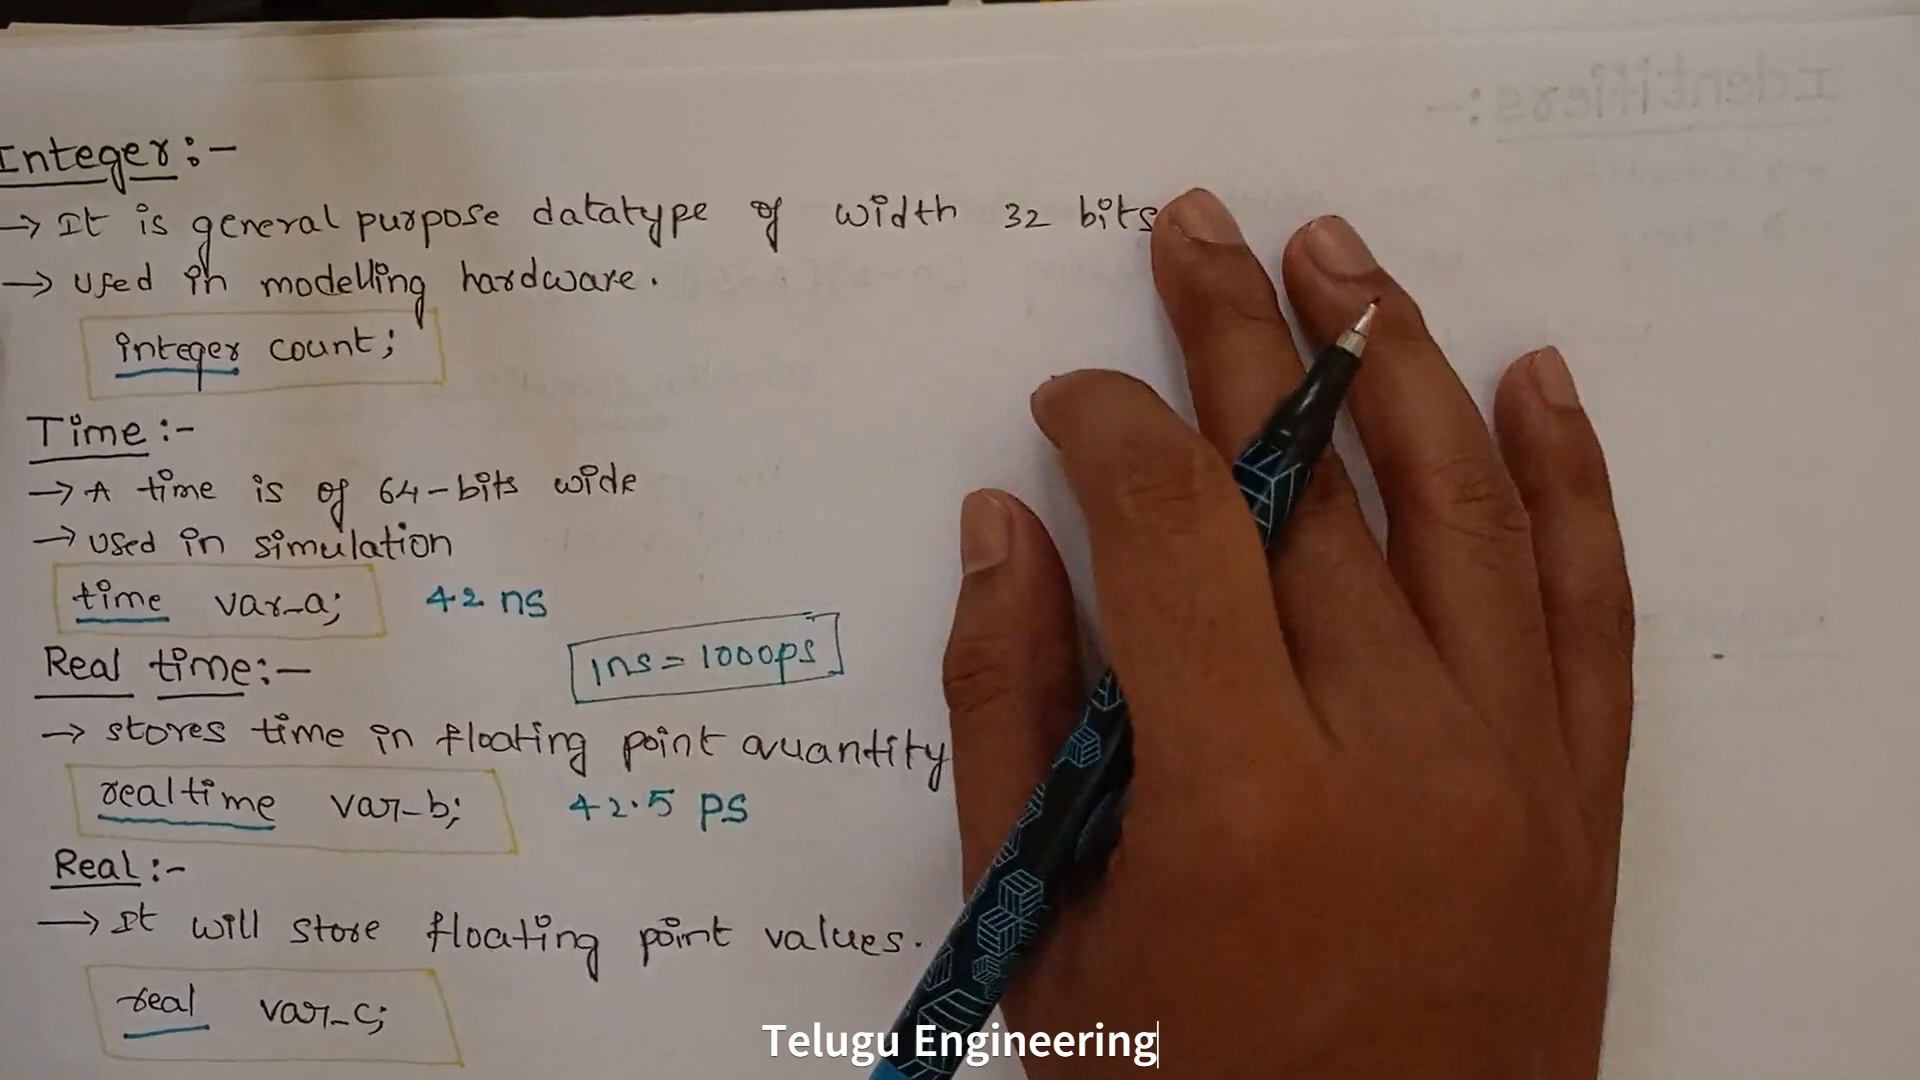 Integer:-
→ It is general purpose datatype of width 32 bits
→ used in modelling hardware.
integer count;
Time:-
→ A time is of 64-bits wide
→ used in simulation
time var_a; 42 ns
Real time:-
1ns = 1000ps
→ stores time in floating point quantity
realtime var_b; 42.5 ps
Real:-
→ It will store floating point values.
real var_c;
Identifiers:-
Telugu Engineering